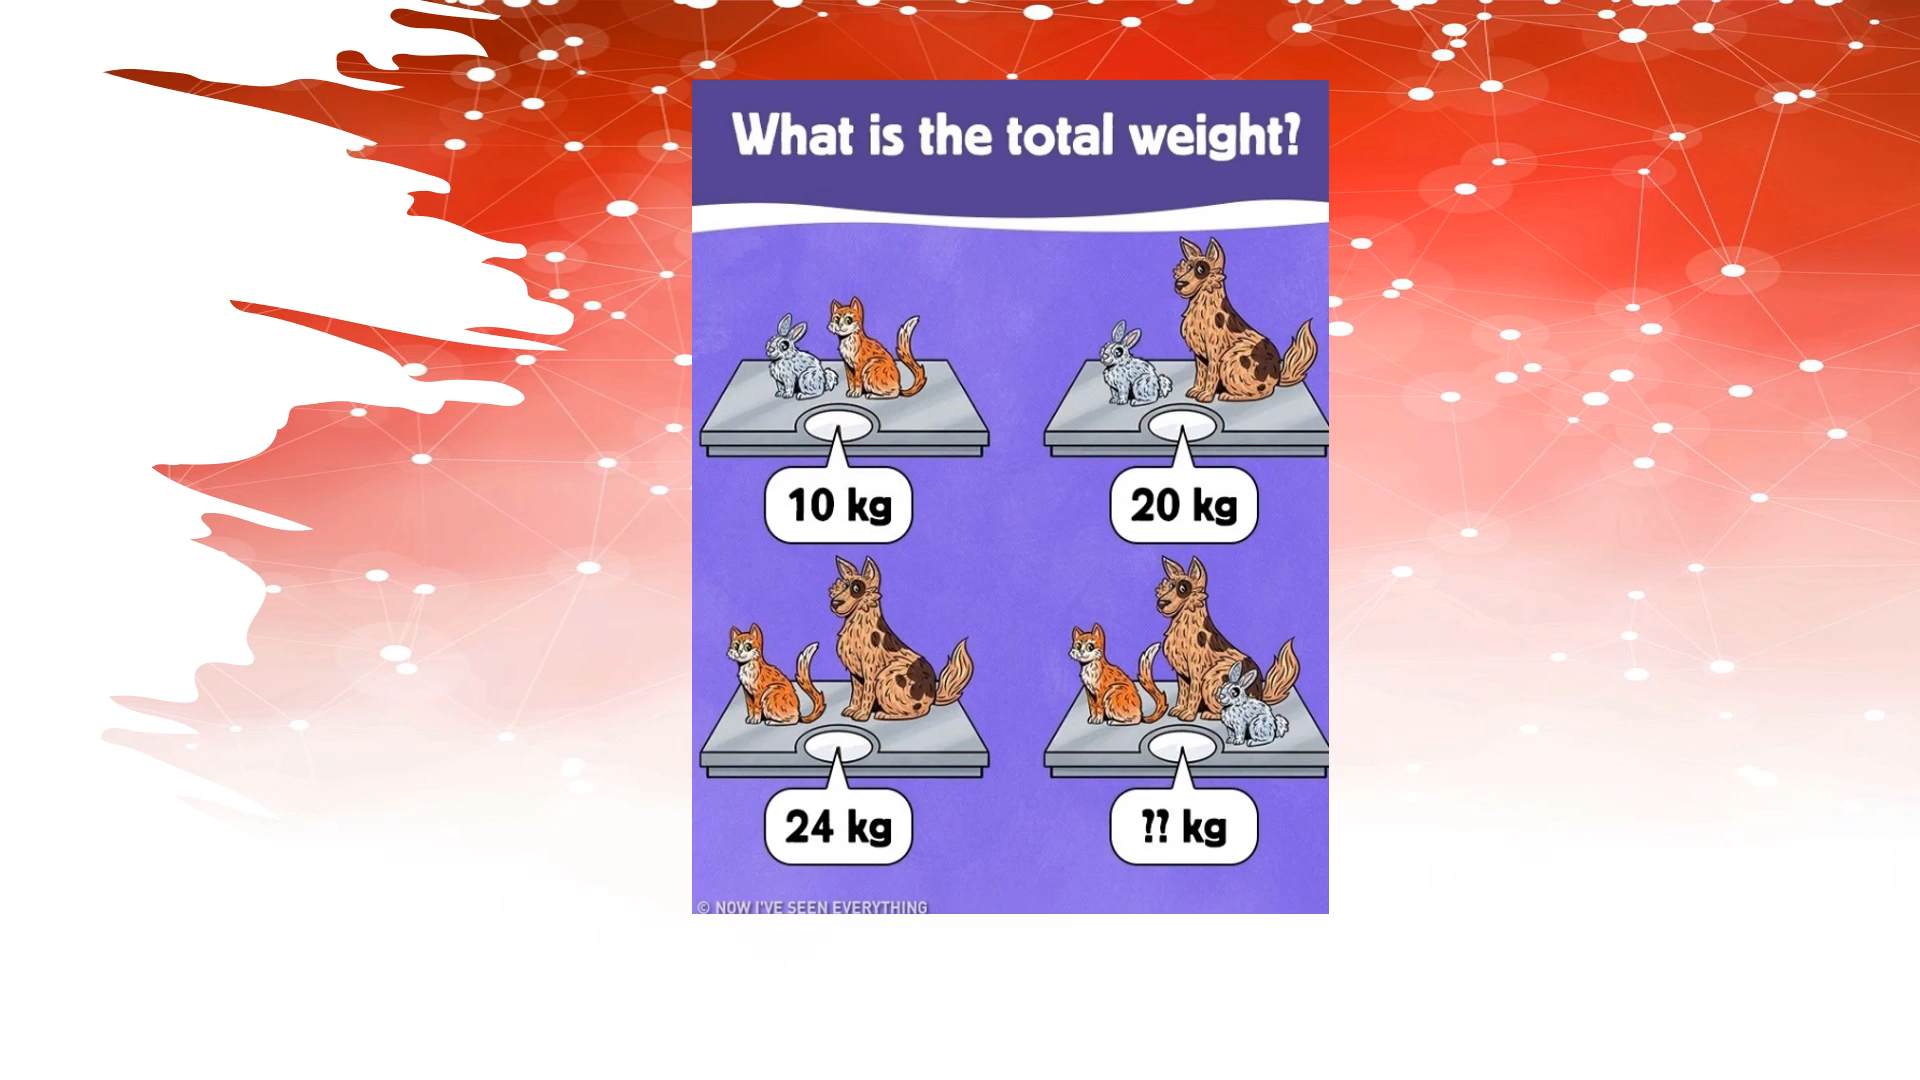 What is the total weight?
10 kg
20 kg
24 kg
?? kg
© NOW I'VE SEEN EVERYTHING